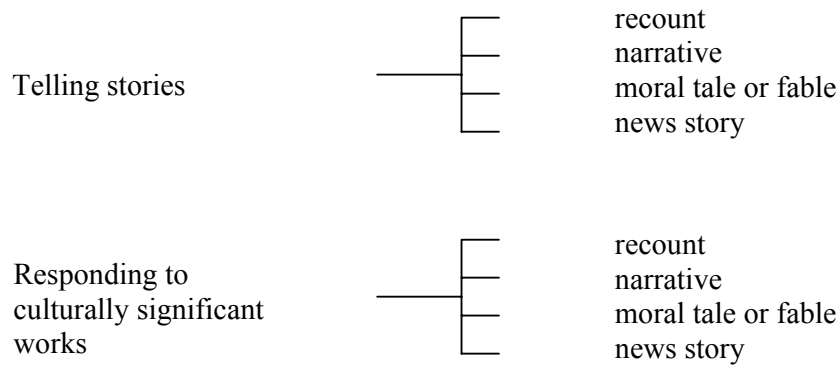 Telling stories
recount
narrative
moral tale or fable
news story
Responding to
culturally significant
works
recount
narrative
moral tale or fable
news story